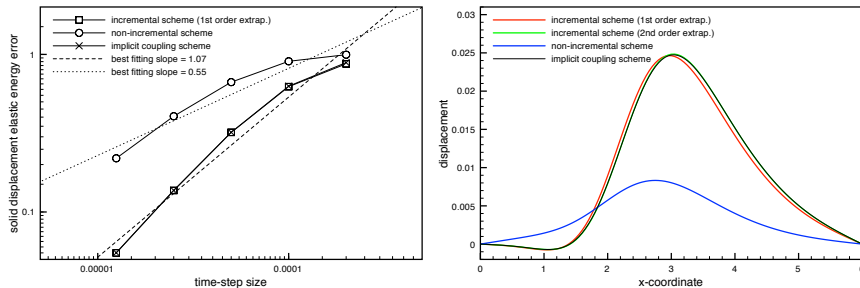 incremental scheme (1st order extrap.)
non-incremental scheme
implicit coupling scheme
best fitting slope = 1.07
best fitting slope = 0.55
1
0.1
0.00001
0.0001
time-step size
solid displacement elastic energy error
incremental scheme (1st order extrap.)
incremental scheme (2nd order extrap.)
non-incremental scheme
implicit coupling scheme
0.03
0.025
0.02
0.015
0.01
0.005
0
0 1 2 3 4 5 6
x-coordinate
displacement